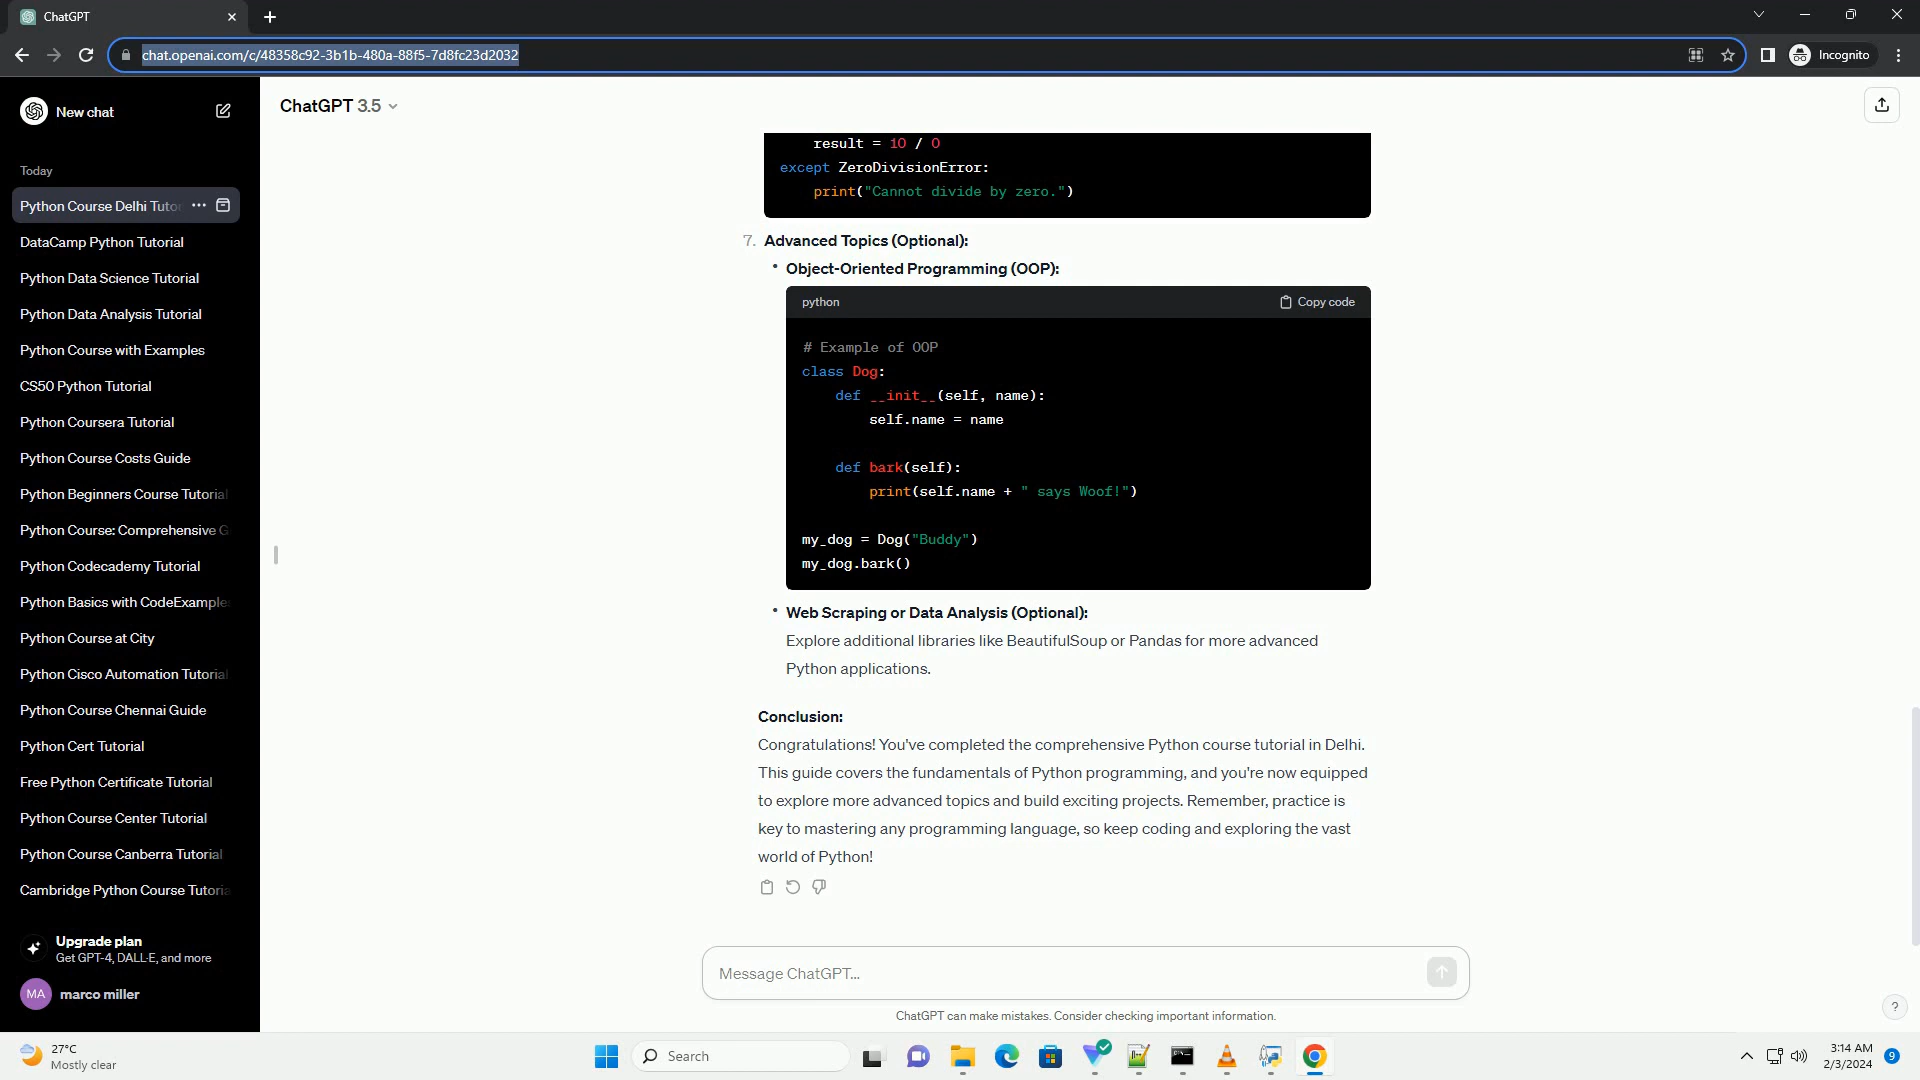 ChatGPT
chat.openai.com/c/48358c92-3b1b-480a-88f5-7d8fc23d2032
Incognito
New chat
Today
Python Course Delhi Tutor
DataCamp Python Tutorial
Python Data Science Tutorial
Python Data Analysis Tutorial
Python Course with Examples
CS50 Python Tutorial
Python Coursera Tutorial
Python Course Costs Guide
Python Beginners Course Tutorial
Python Course: Comprehensive G
Python Codecademy Tutorial
Python Basics with CodeExample
Python Course at City
Python Cisco Automation Tutorial
Python Course Chennai Guide
Python Cert Tutorial
Free Python Certificate Tutorial
Python Course Center Tutorial
Python Course Canberra Tutorial
Cambridge Python Course Tutoria
Upgrade plan
Get GPT-4, DALL·E, and more
MA
marco miller
ChatGPT 3.5
result = 10 / 0
except ZeroDivisionError:
print("Cannot divide by zero.")
7. Advanced Topics (Optional):
• Object-Oriented Programming (OOP):
python
Copy code
# Example of OOP
class Dog:
def __init__(self, name):
self.name = name
def bark(self):
print(self.name + " says Woof!")
my_dog = Dog("Buddy")
my_dog.bark()
• Web Scraping or Data Analysis (Optional):
Explore additional libraries like BeautifulSoup or Pandas for more advanced
Python applications.
Conclusion:
Congratulations! You've completed the comprehensive Python course tutorial in Delhi.
This guide covers the fundamentals of Python programming, and you're now equipped
to explore more advanced topics and build exciting projects. Remember, practice is
key to mastering any programming language, so keep coding and exploring the vast
world of Python!
Message ChatGPT...
ChatGPT can make mistakes. Consider checking important information.
?
27°C
Mostly clear
Search
3:14 AM
2/3/2024
9